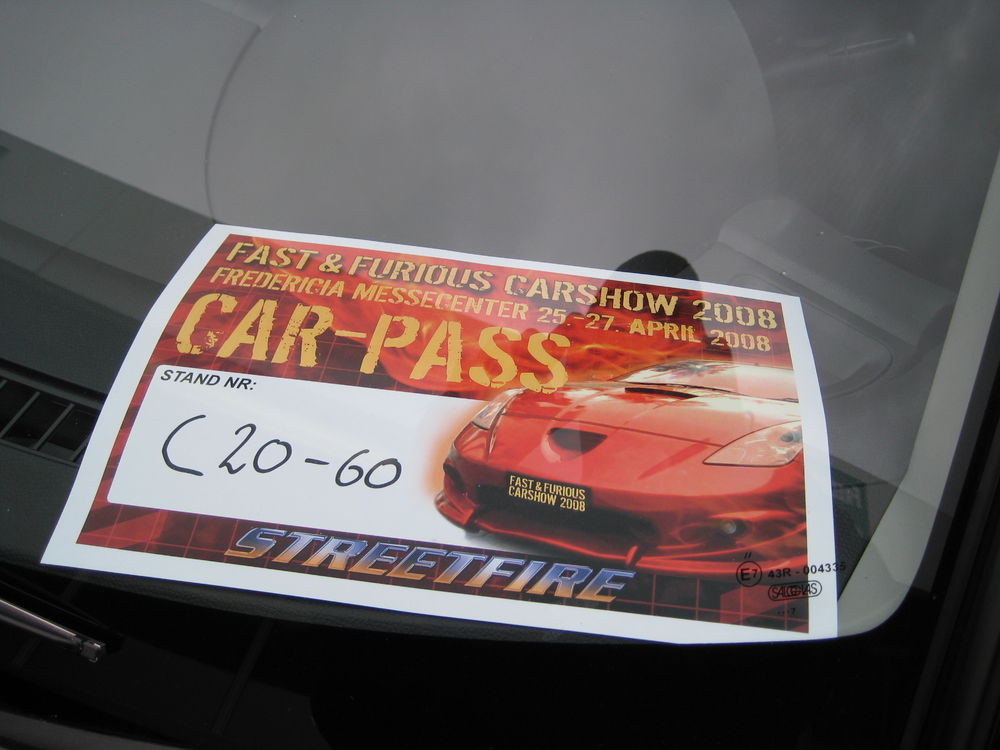 FAST & FURIOUS CARSHOW 2008
FREDERICIA MESSECENTER 25.-27. APRIL 2008
CAR-PASS
STAND NR:
C20-60
FAST & FURIOUS
CARSHOW 2008
STREETFIRE
E7 43R - 004335